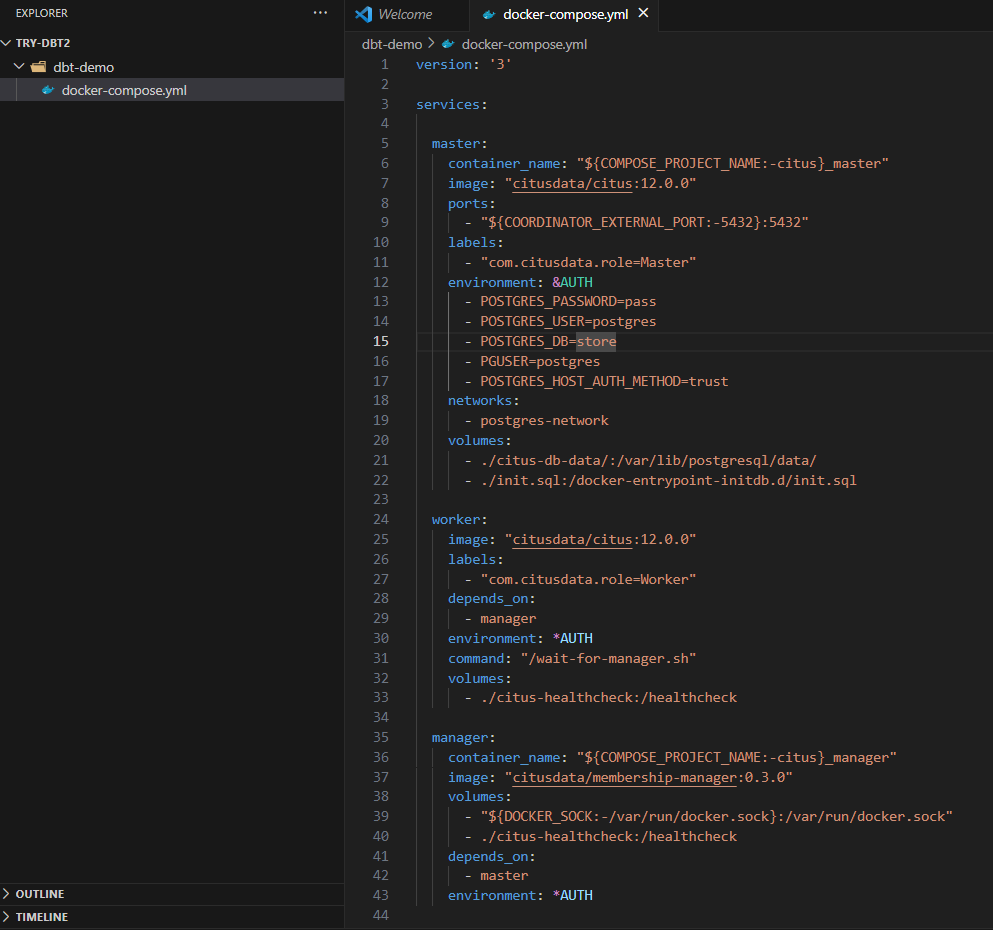 EXPLORER
TRY-DBT2
dbt-demo
docker-compose.yml
OUTLINE
TIMELINE
Welcome
docker-compose.yml
dbt-demo > docker-compose.yml
1 version: '3'
2
3 services:
4
5   master:
6     container_name: "${COMPOSE_PROJECT_NAME:-citus}_master"
7     image: "citusdata/citus:12.0.0"
8     ports:
9       - "${COORDINATOR_EXTERNAL_PORT:-5432}:5432"
10     labels:
11       - "com.citusdata.role=Master"
12     environment: &AUTH
13       - POSTGRES_PASSWORD=pass
14       - POSTGRES_USER=postgres
15       - POSTGRES_DB=store
16       - PGUSER=postgres
17       - POSTGRES_HOST_AUTH_METHOD=trust
18     networks:
19       - postgres-network
20     volumes:
21       - ./citus-db-data/:/var/lib/postgresql/data/
22       - ./init.sql:/docker-entrypoint-initdb.d/init.sql
23
24   worker:
25     image: "citusdata/citus:12.0.0"
26     labels:
27       - "com.citusdata.role=Worker"
28     depends_on:
29       - manager
30     environment: *AUTH
31     command: "/wait-for-manager.sh"
32     volumes:
33       - ./citus-healthcheck:/healthcheck
34
35   manager:
36     container_name: "${COMPOSE_PROJECT_NAME:-citus}_manager"
37     image: "citusdata/membership-manager:0.3.0"
38     volumes:
39       - "${DOCKER_SOCK:-/var/run/docker.sock}:/var/run/docker.sock"
40       - ./citus-healthcheck:/healthcheck
41     depends_on:
42       - master
43     environment: *AUTH
44